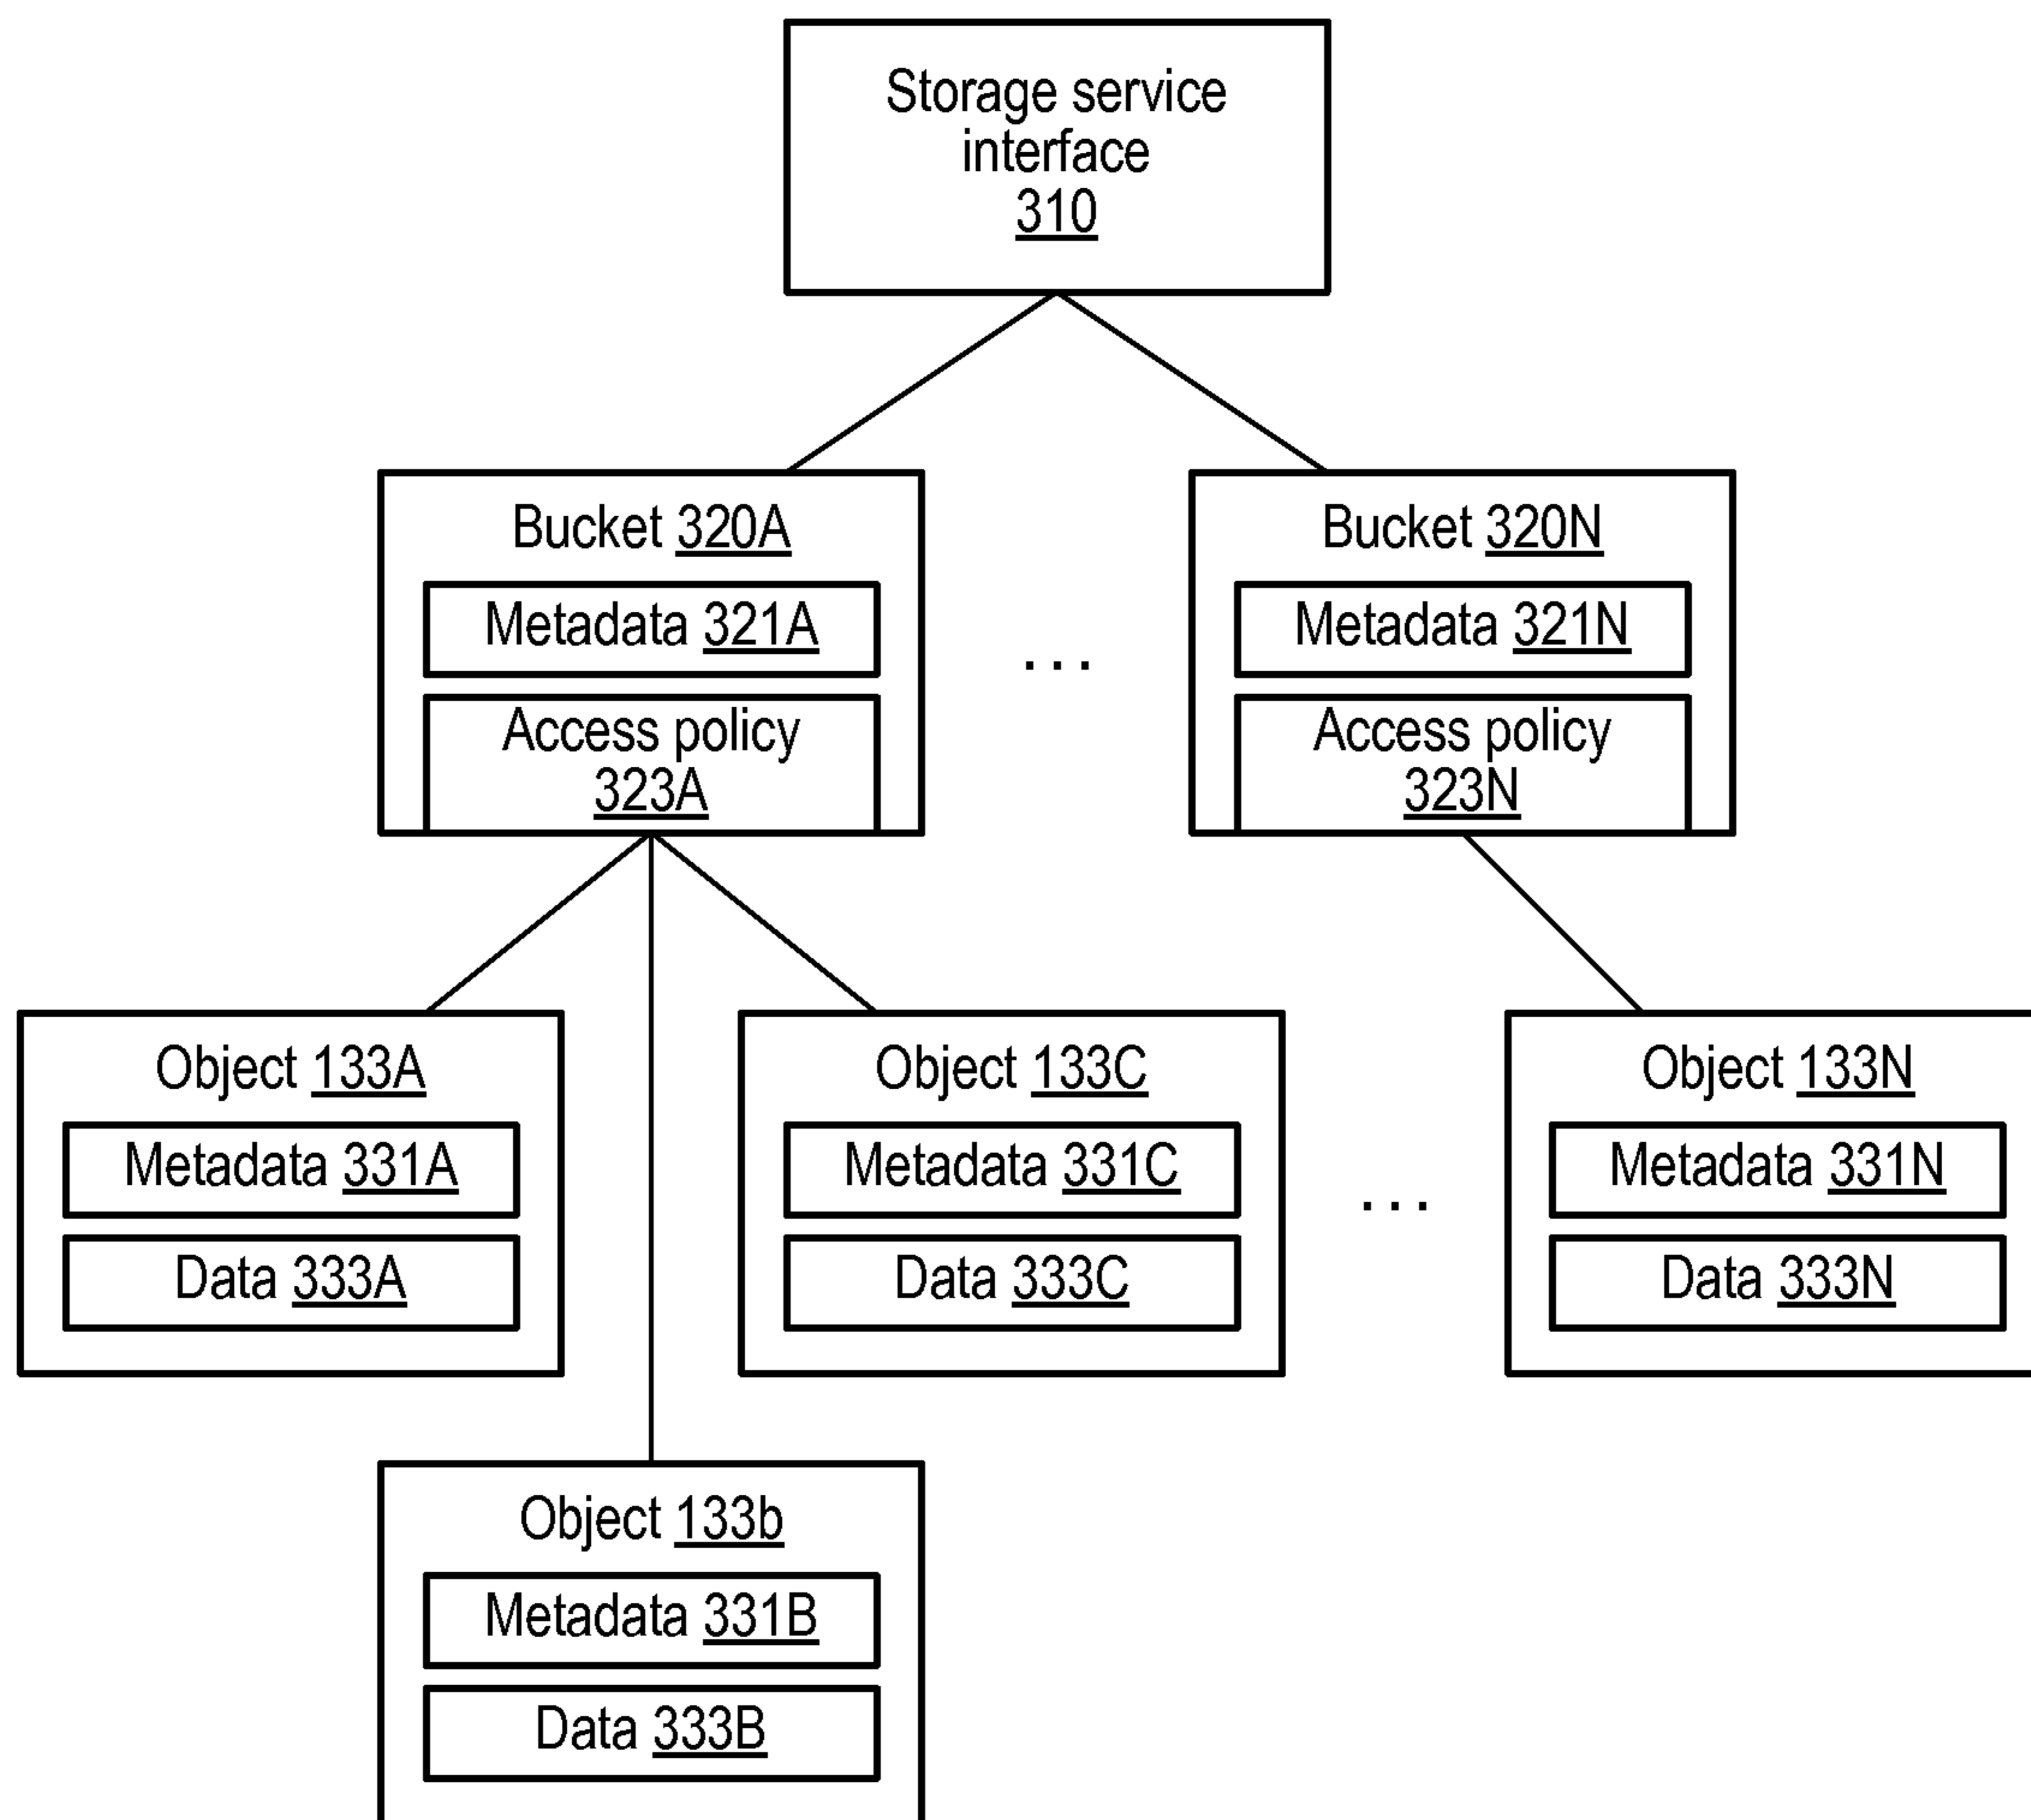 Storage service
interface
310
Bucket 320A
Metadata 321A
Access policy
323A
...
Bucket 320N
Metadata 321N
Access policy
323N
Object 133A
Metadata 331A
Data 333A
Object 133C
Metadata 331C
Data 333C
...
Object 133N
Metadata 331N
Data 333N
Object 133b
Metadata 331B
Data 333B